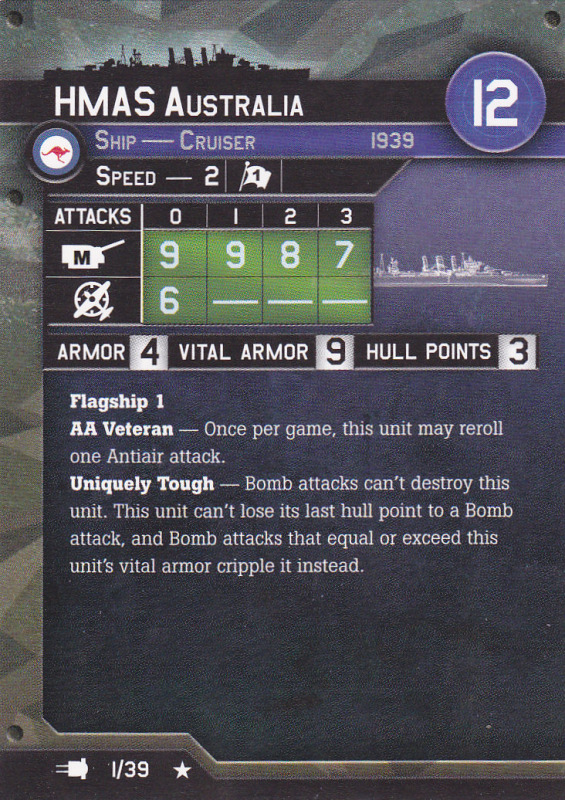 HMAS Australia
12
Ship — Cruiser 1939
Speed — 2 1
ATTACKS 0 1 2 3
M 9 9 8 7
6 — — —
ARMOR 4 VITAL ARMOR 9 HULL POINTS 3
Flagship 1
AA Veteran — Once per game, this unit may reroll
one Antiair attack.
Uniquely Tough — Bomb attacks can't destroy this
unit. This unit can't lose its last hull point to a Bomb
attack, and Bomb attacks that equal or exceed this
unit's vital armor cripple it instead.
1/39 ★